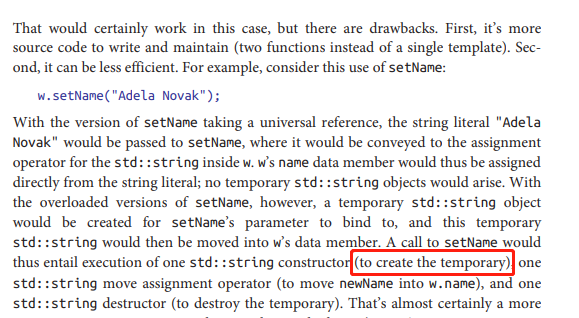 That would certainly work in this case, but there are drawbacks. First, it's more
source code to write and maintain (two functions instead of a single template). Sec-
ond, it can be less efficient. For example, consider this use of setName:
w.setName("Adela Novak");
With the version of setName taking a universal reference, the string literal "Adela
Novak" would be passed to setName, where it would be conveyed to the assignment
operator for the std::string inside w. w's name data member would thus be assigned
directly from the string literal; no temporary std::string objects would arise. With
the overloaded versions of setName, however, a temporary std::string object
would be created for setName's parameter to bind to, and this temporary
std::string would then be moved into w's data member. A call to setName would
thus entail execution of one std::string constructor (to create the temporary), one
std::string move assignment operator (to move newName into w.name), and one
std::string destructor (to destroy the temporary). That's almost certainly a more